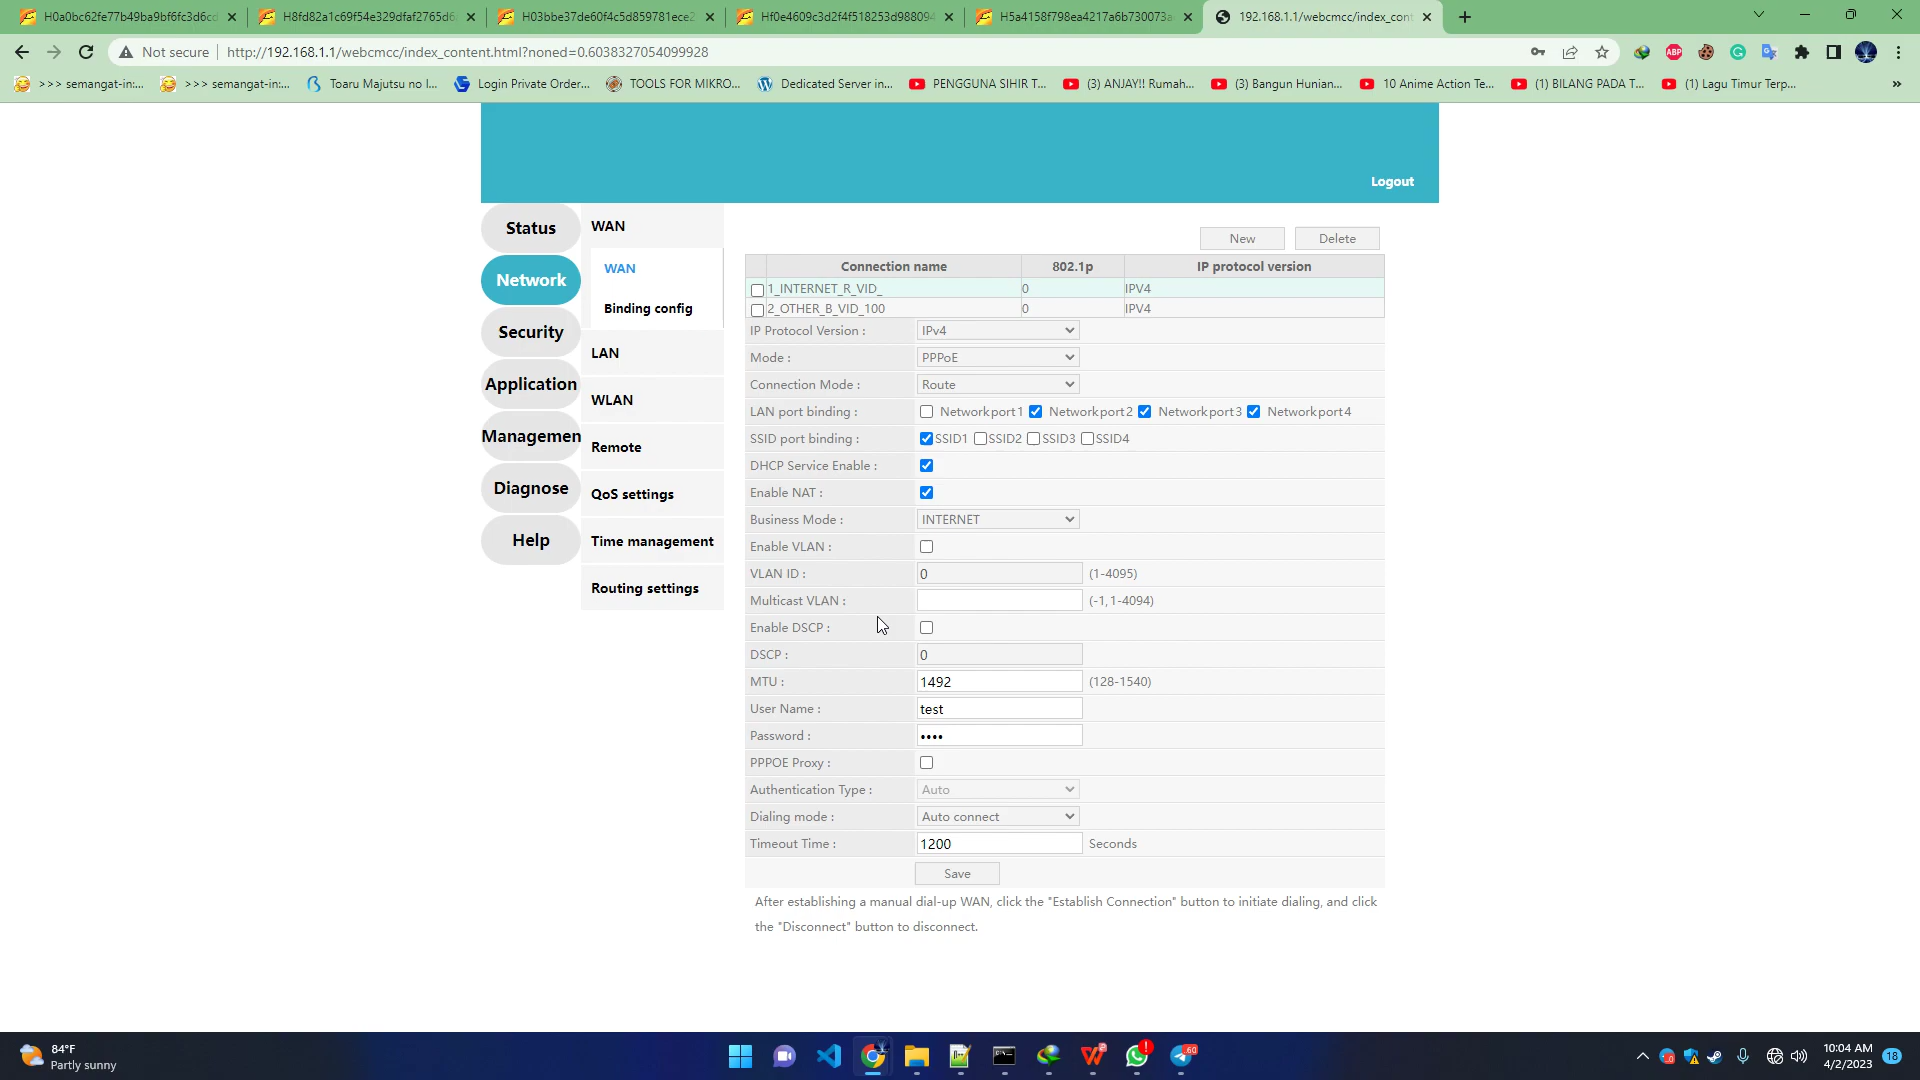 H0a0bc62fe77b49ba9bf6fc3d6cd
H8fd82a1c69f54e329dfaf2765d6
H03bbe37de60f4c5d859781ece2
Hf0e4609c3d2f4f518253d988094
H5a4158f798ea4217a6b730073a
192.168.1.1/webcmcc/index_cont
Not secure
http://192.168.1.1/webcmcc/index_content.html?noned=0.6038327054099928
ABP
>>> semangat-in:...
>>> semangat-in:...
Toaru Majutsu no I...
Login Private Order...
TOOLS FOR MIKRO...
Dedicated Server in...
PENGGUNA SIHIR T...
(3) ANJAY!! Rumah...
(3) Bangun Hunian...
10 Anime Action Te...
(1) BILANG PADA T...
(1) Lagu Timur Terp...
»
Logout
Status
Network
Security
Application
Managemen
Diagnose
Help
WAN
WAN
Binding config
LAN
WLAN
Remote
QoS settings
Time management
Routing settings
New
Delete
Connection name 802.1p IP protocol version
1_INTERNET_R_VID_ 0 IPV4
2_OTHER_B_VID_100 0 IPV4
IP Protocol Version : IPv4
Mode : PPPoE
Connection Mode : Route
LAN port binding : Networkport1 Networkport2 Networkport3 Networkport4
SSID port binding : SSID1 SSID2 SSID3 SSID4
DHCP Service Enable :
Enable NAT :
Business Mode : INTERNET
Enable VLAN :
VLAN ID : 0 (1-4095)
Multicast VLAN : (-1, 1-4094)
Enable DSCP :
DSCP : 0
MTU : 1492 (128-1540)
User Name : test
Password : ••••
PPPOE Proxy :
Authentication Type : Auto
Dialing mode : Auto connect
Timeout Time : 1200 Seconds
Save
After establishing a manual dial-up WAN, click the "Establish Connection" button to initiate dialing, and click
the "Disconnect" button to disconnect.
84°F
Partly sunny
60
10:04 AM
4/2/2023
18